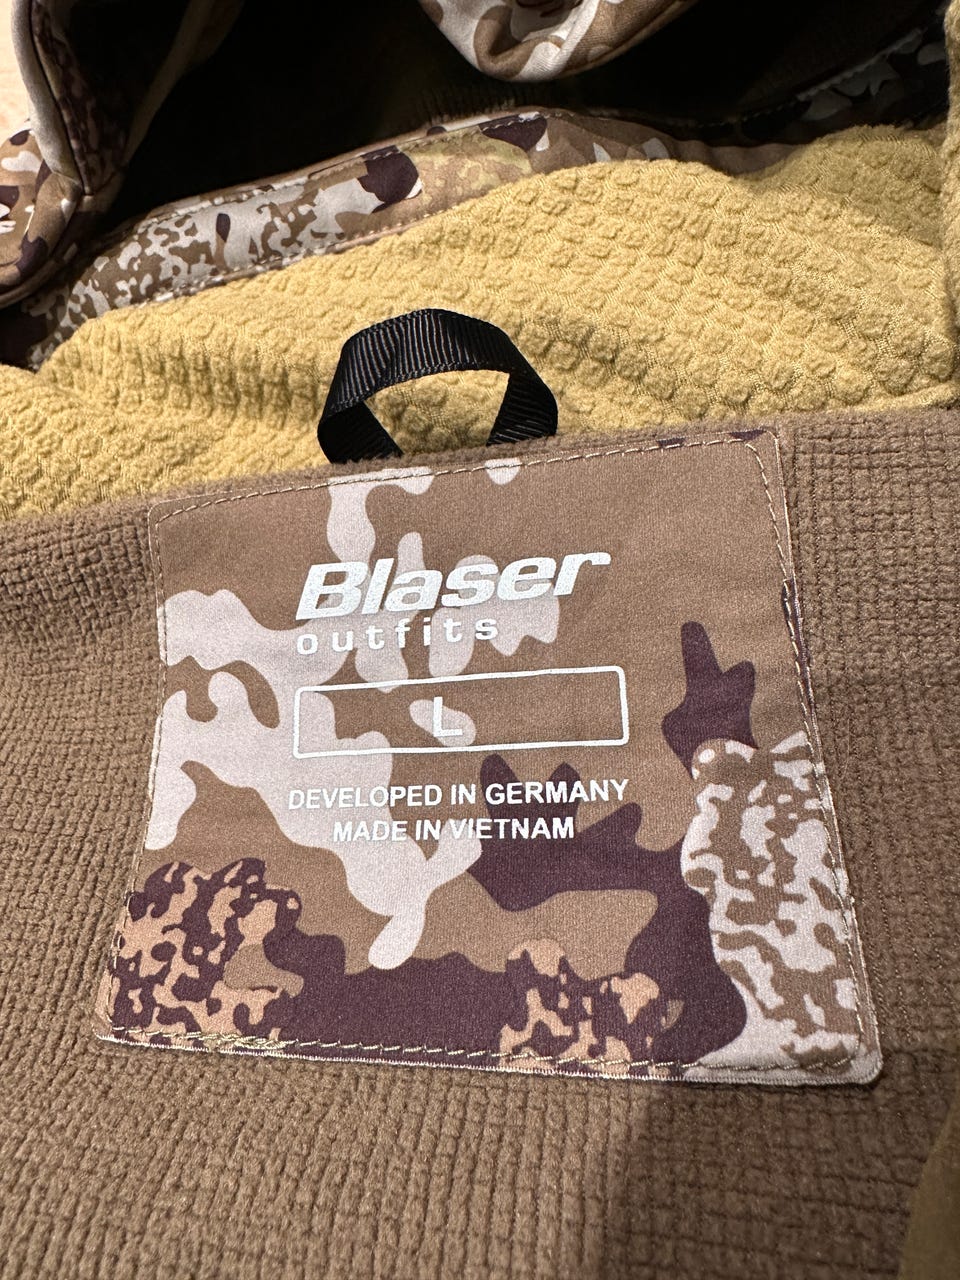 Blaser
outfits
L
DEVELOPED IN GERMANY
MADE IN VIETNAM